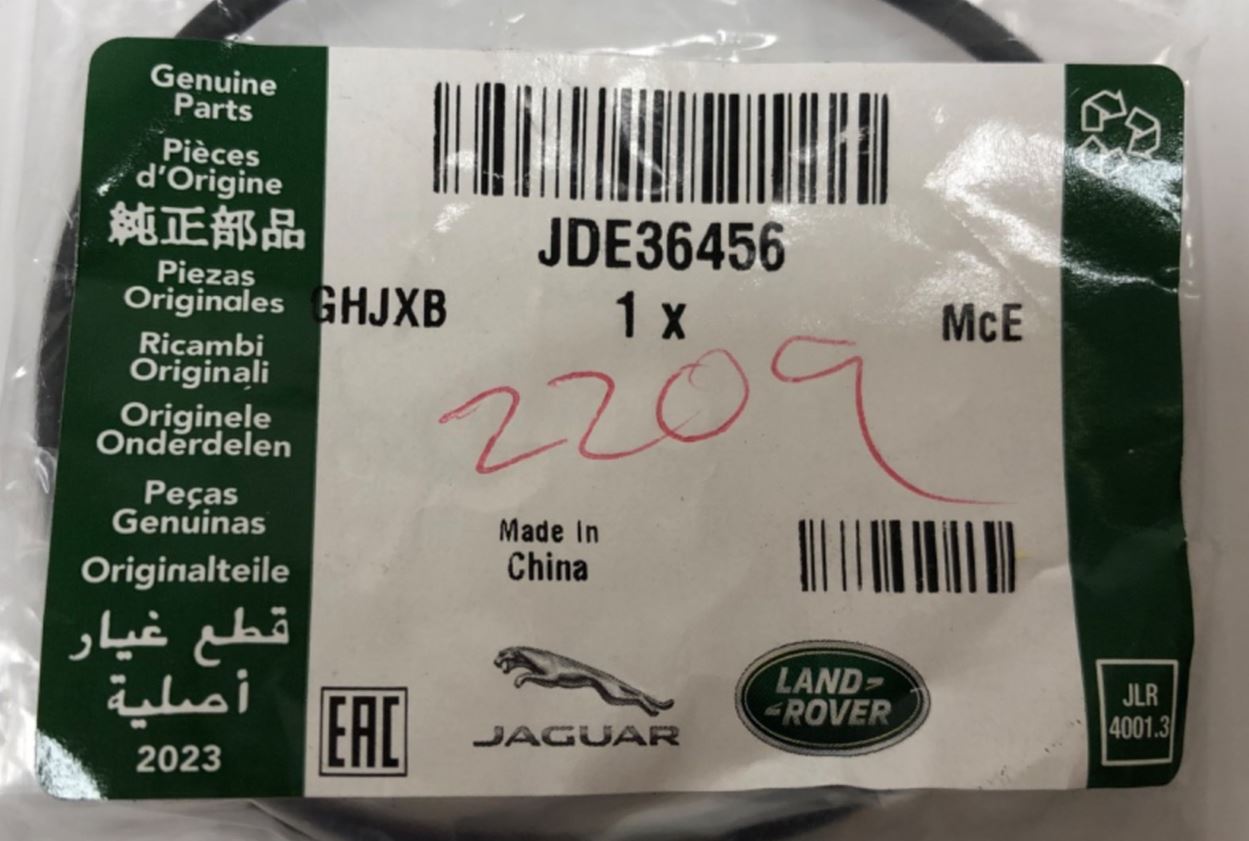 Genuine
Parts
Pièces
d'Origine
純正部品
Piezas
Originales
Ricambi
Originali
Originele
Onderdelen
Peças
Genuinas
Originalteile
قطع غيار
أصلية
2023
JDE36456
GHJXB 1 x McE
2209
Made In
China
EAC
JAGUAR
LAND-
-ROVER
JLR
4001.3